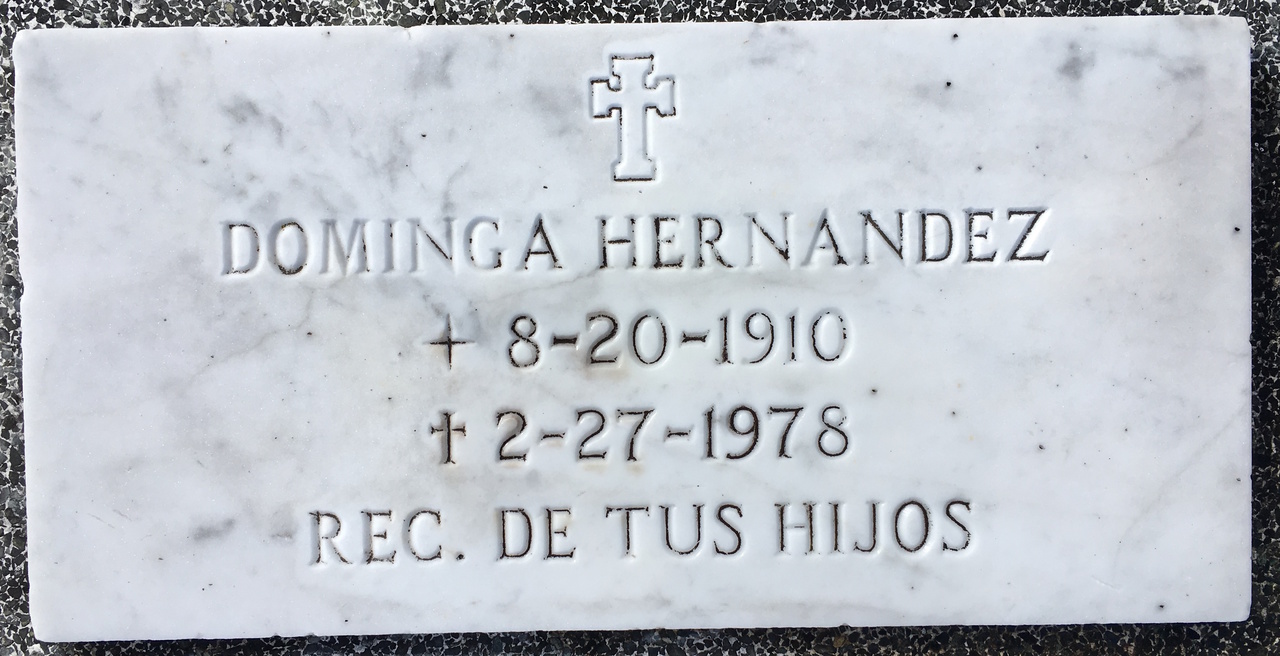 DOMINGA HERNANDEZ
+ 8-20-1910
† 2-27-1978
REC. DE TUS HIJOS